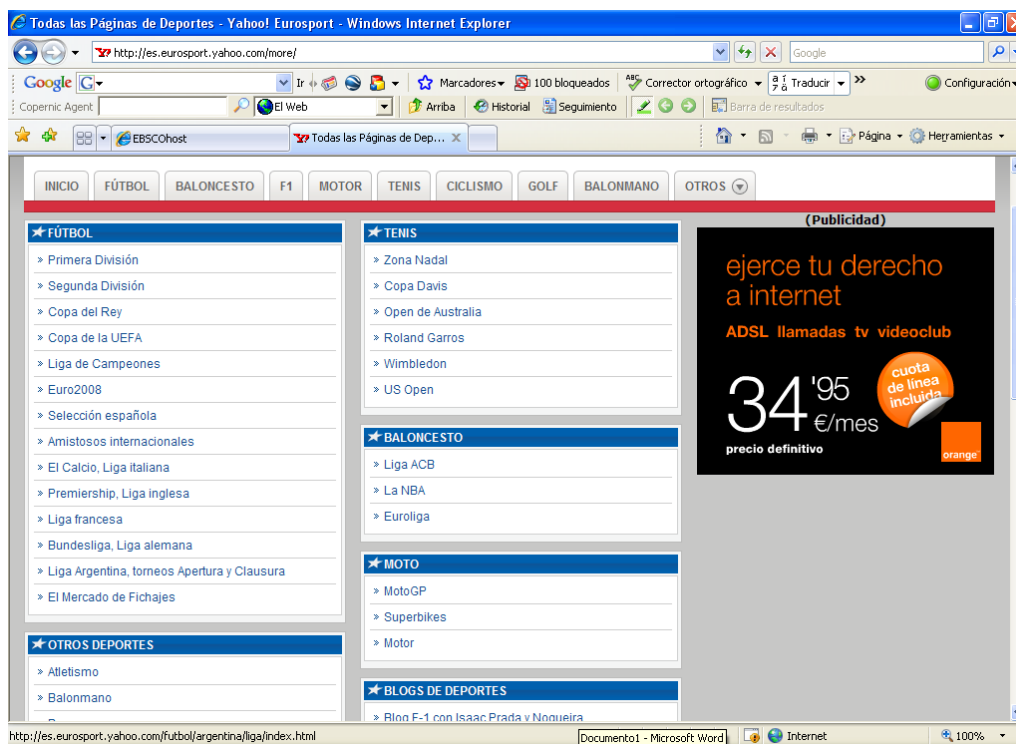 Todas las Páginas de Deportes - Yahoo! Eurosport - Windows Internet Explorer
http://es.eurosport.yahoo.com/more/
Google
Google G Ir Marcadores 100 bloqueados Corrector ortográfico Traducir » Configuración
Copernic Agent El Web Arriba Historial Seguimiento Barra de resultados
EBSCOhost Todas las Páginas de Dep... X Página Herramientas
INICIO FÚTBOL BALONCESTO F1 MOTOR TENIS CICLISMO GOLF BALONMANO OTROS
FÚTBOL
» Primera División
» Segunda División
» Copa del Rey
» Copa de la UEFA
» Liga de Campeones
» Euro2008
» Selección española
» Amistosos internacionales
» El Calcio, Liga italiana
» Premiership, Liga inglesa
» Liga francesa
» Bundesliga, Liga alemana
» Liga Argentina, torneos Apertura y Clausura
» El Mercado de Fichajes
OTROS DEPORTES
» Atletismo
» Balonmano
TENIS
» Zona Nadal
» Copa Davis
» Open de Australia
» Roland Garros
» Wimbledon
» US Open
BALONCESTO
» Liga ACB
» La NBA
» Euroliga
MOTO
» MotoGP
» Superbikes
» Motor
BLOGS DE DEPORTES
» Blog F-1 con Isaac Prada y Nogueira
(Publicidad)
ejerce tu derecho
a internet
ADSL llamadas tv videoclub
34'95
€/mes
cuota
de línea
incluida
precio definitivo
orange
http://es.eurosport.yahoo.com/futbol/argentina/liga/index.html
Documento1 - Microsoft Word
Internet
100%